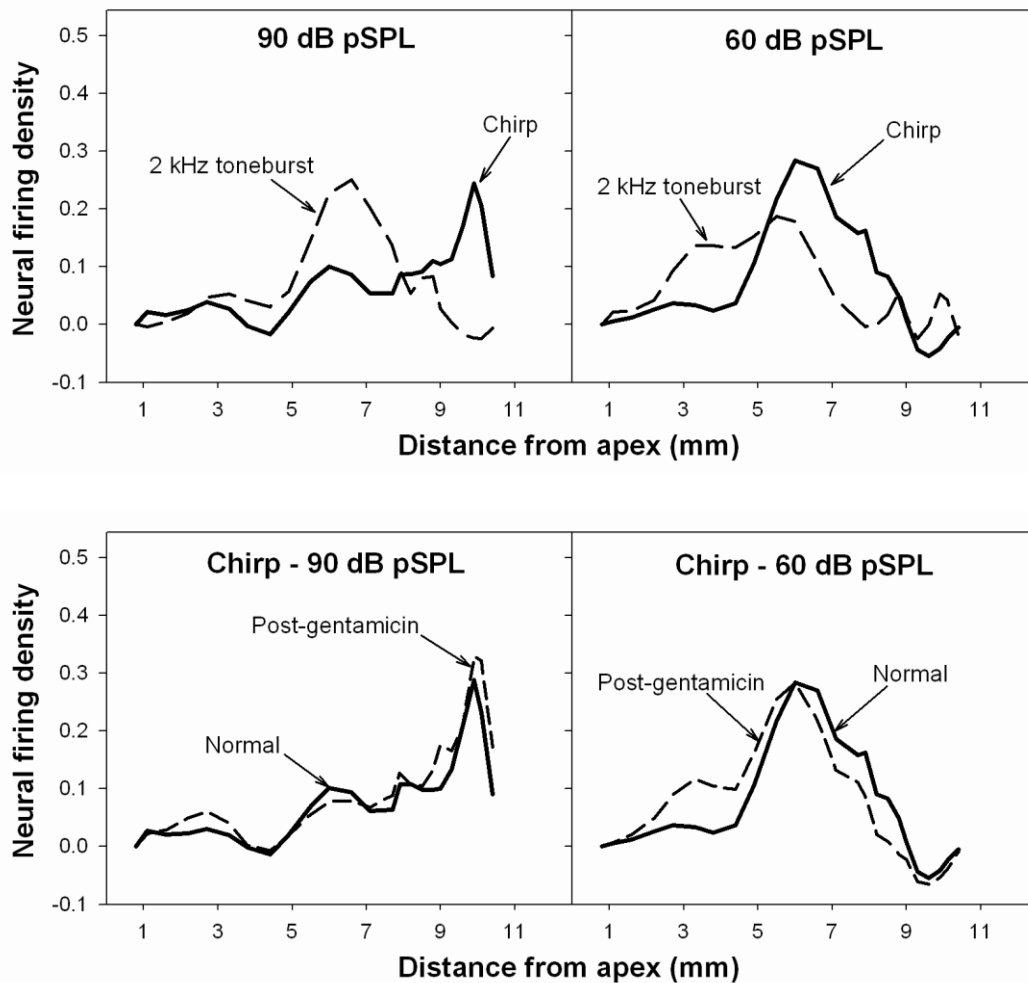 90 dB pSPL
60 dB pSPL
Neural firing density
0.5
0.4
0.3
0.2
0.1
0.0
-0.1
2 kHz toneburst
Chirp
2 kHz toneburst
Chirp
1 3 5 7 9 11
1 3 5 7 9 11
Distance from apex (mm)
Chirp - 90 dB pSPL
Chirp - 60 dB pSPL
Neural firing density
0.5
0.4
0.3
0.2
0.1
0.0
-0.1
Post-gentamicin
Normal
Post-gentamicin
Normal
1 3 5 7 9 11
1 3 5 7 9 11
Distance from apex (mm)